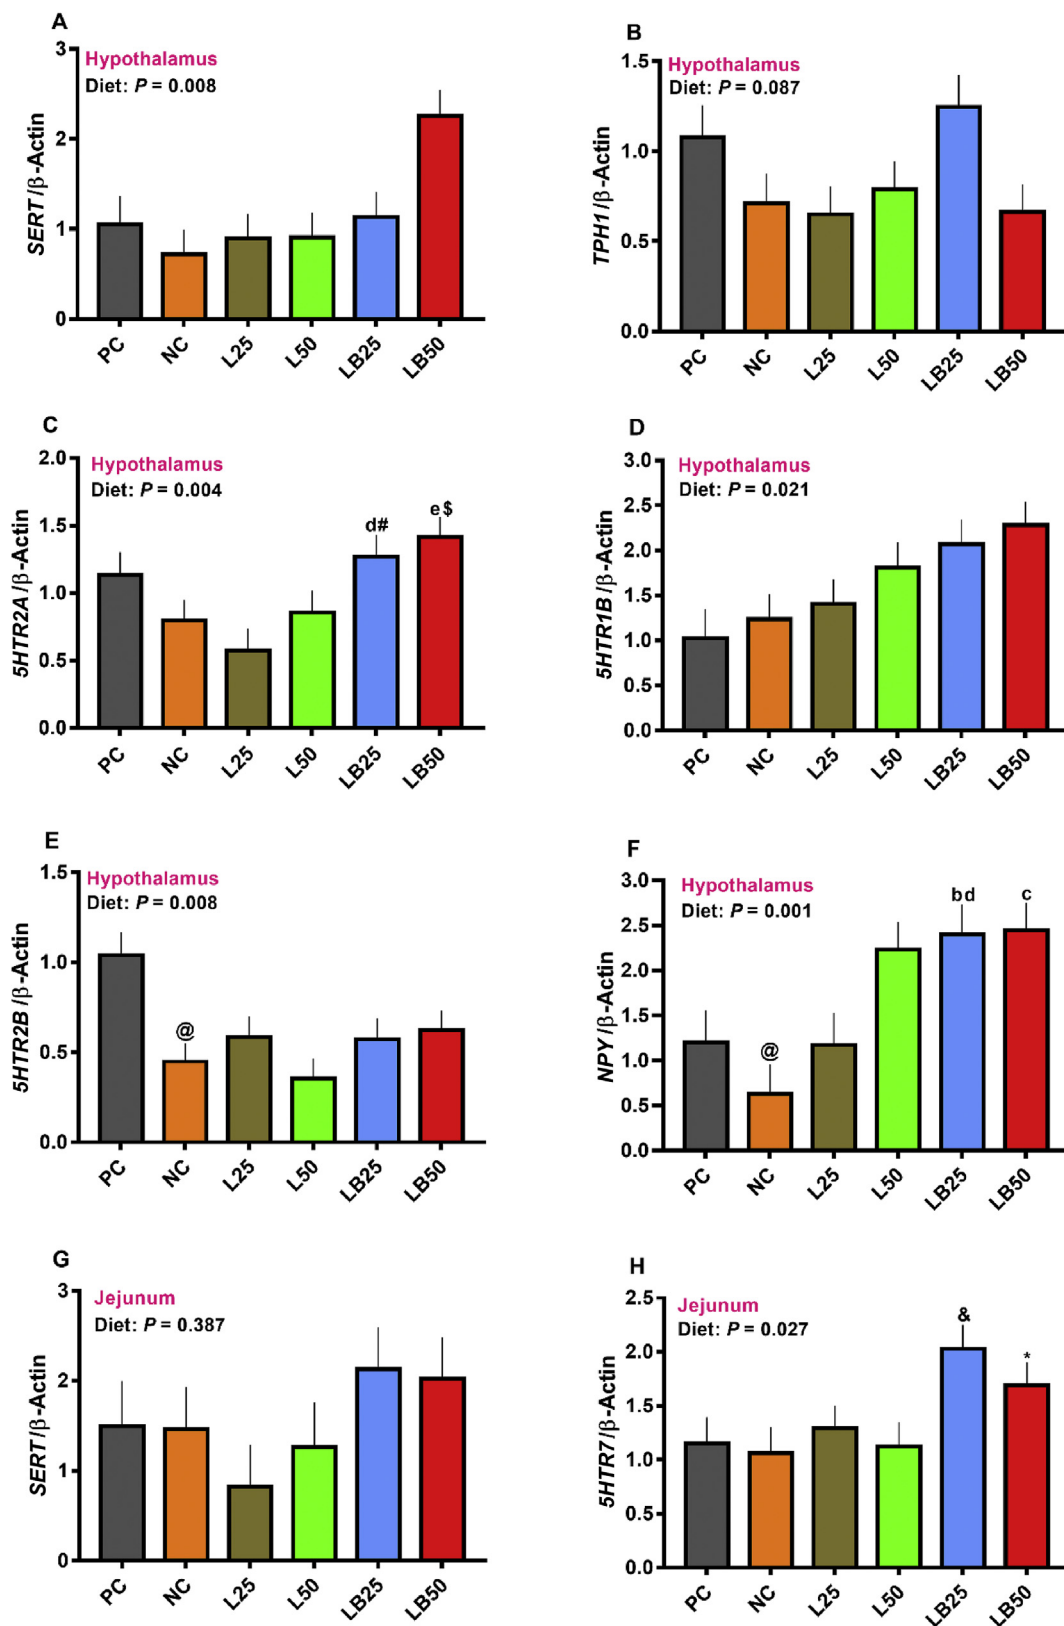 A
Hypothalamus
Diet: P = 0.008
SERT/β-Actin
3
2
1
0
PC
NC
L25
L50
LB25
LB50
B
Hypothalamus
Diet: P = 0.087
TPH1/β-Actin
1.5
1.0
0.5
0.0
PC
NC
L25
L50
LB25
LB50
C
Hypothalamus
Diet: P = 0.004
5HTR2A/β-Actin
2.0
1.5
1.0
0.5
0.0
d#
e$
PC
NC
L25
L50
LB25
LB50
D
Hypothalamus
Diet: P = 0.021
5HTR1B/β-Actin
3.0
2.5
2.0
1.5
1.0
0.5
0.0
PC
NC
L25
L50
LB25
LB50
E
Hypothalamus
Diet: P = 0.008
5HTR2B/β-Actin
1.5
1.0
0.5
0.0
@
PC
NC
L25
L50
LB25
LB50
F
Hypothalamus
Diet: P = 0.001
NPY/β-Actin
3.0
2.5
2.0
1.5
1.0
0.5
0.0
@
bd
c
PC
NC
L25
L50
LB25
LB50
G
Jejunum
Diet: P = 0.387
SERT/β-Actin
3
2
1
0
PC
NC
L25
L50
LB25
LB50
H
Jejunum
Diet: P = 0.027
5HTR7/β-Actin
2.5
2.0
1.5
1.0
0.5
0.0
&
*
PC
NC
L25
L50
LB25
LB50